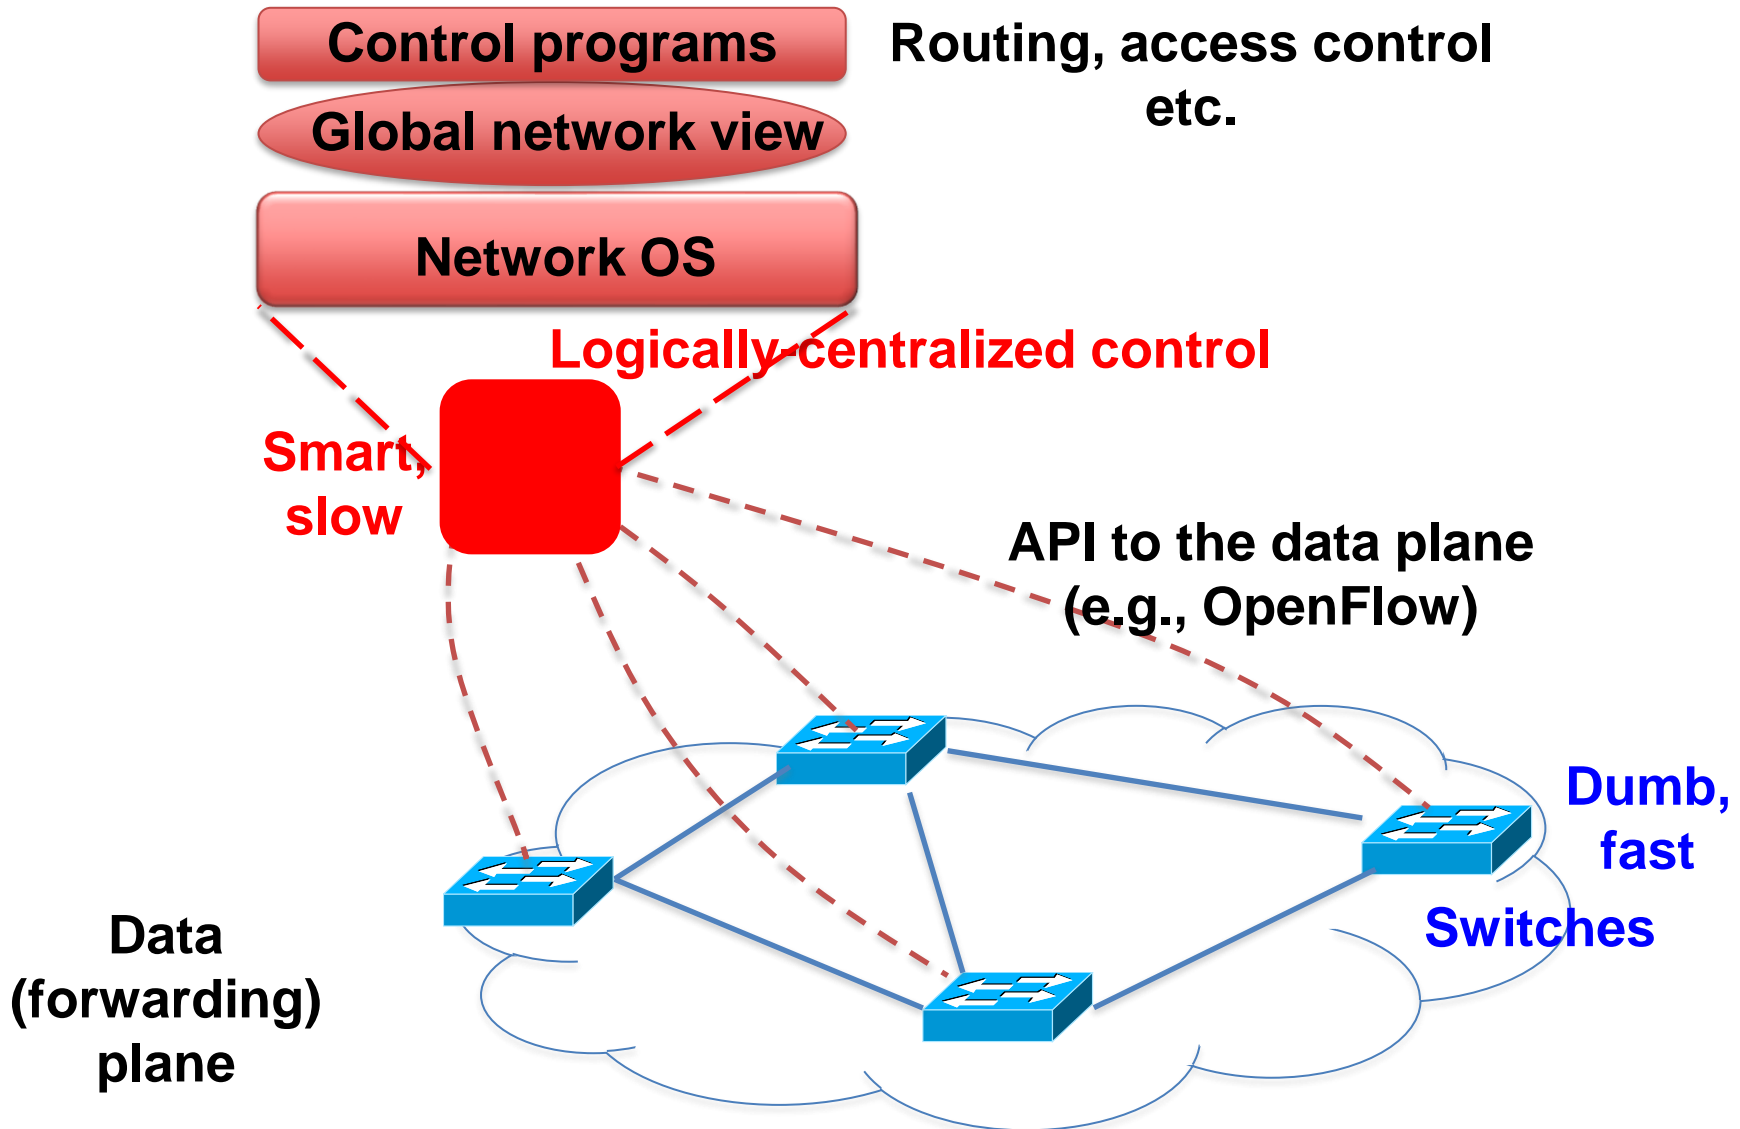 Control programs
Routing, access control
etc.
Global network view
Network OS
Logically-centralized control
Smart,
slow
API to the data plane
(e.g., OpenFlow)
Dumb,
fast
Switches
Data
(forwarding)
plane